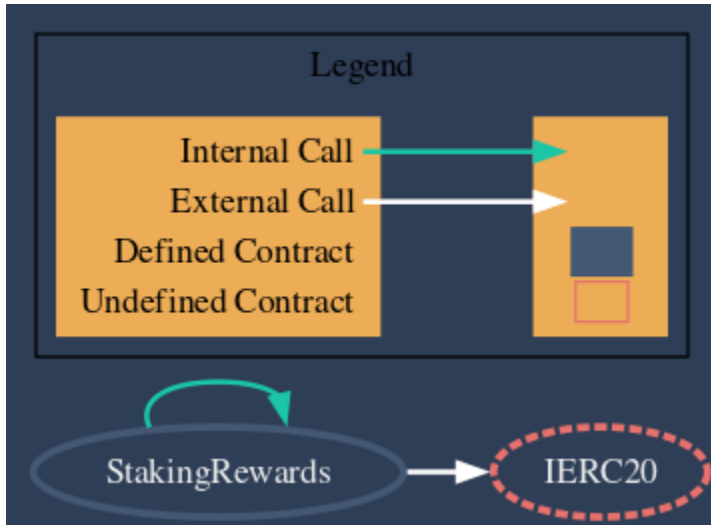 Legend
Internal Call
External Call
Defined Contract
Undefined Contract
StakingRewards
IERC20